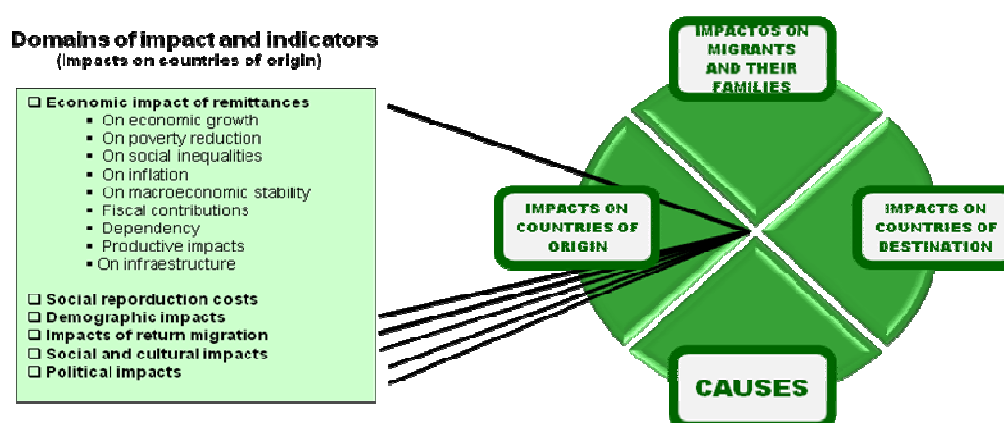 Domains of impact and indicators
(Impacts on countries of origin)
❑ Economic impact of remittances
▪ On economic growth
▪ On poverty reduction
▪ On social inequalities
▪ On inflation
▪ On macroeconomic stability
▪ Fiscal contributions
▪ Dependency
▪ Productive impacts
▪ On infraestructure
❑ Social reporduction costs
❑ Demographic impacts
❑ Impacts of return migration
❑ Social and cultural impacts
❑ Political impacts
IMPACTOS ON
MIGRANTS
AND THEIR
FAMILIES
IMPACTS ON
COUNTRIES OF
ORIGIN
IMPACTS ON
COUNTRIES OF
DESTINATION
CAUSES